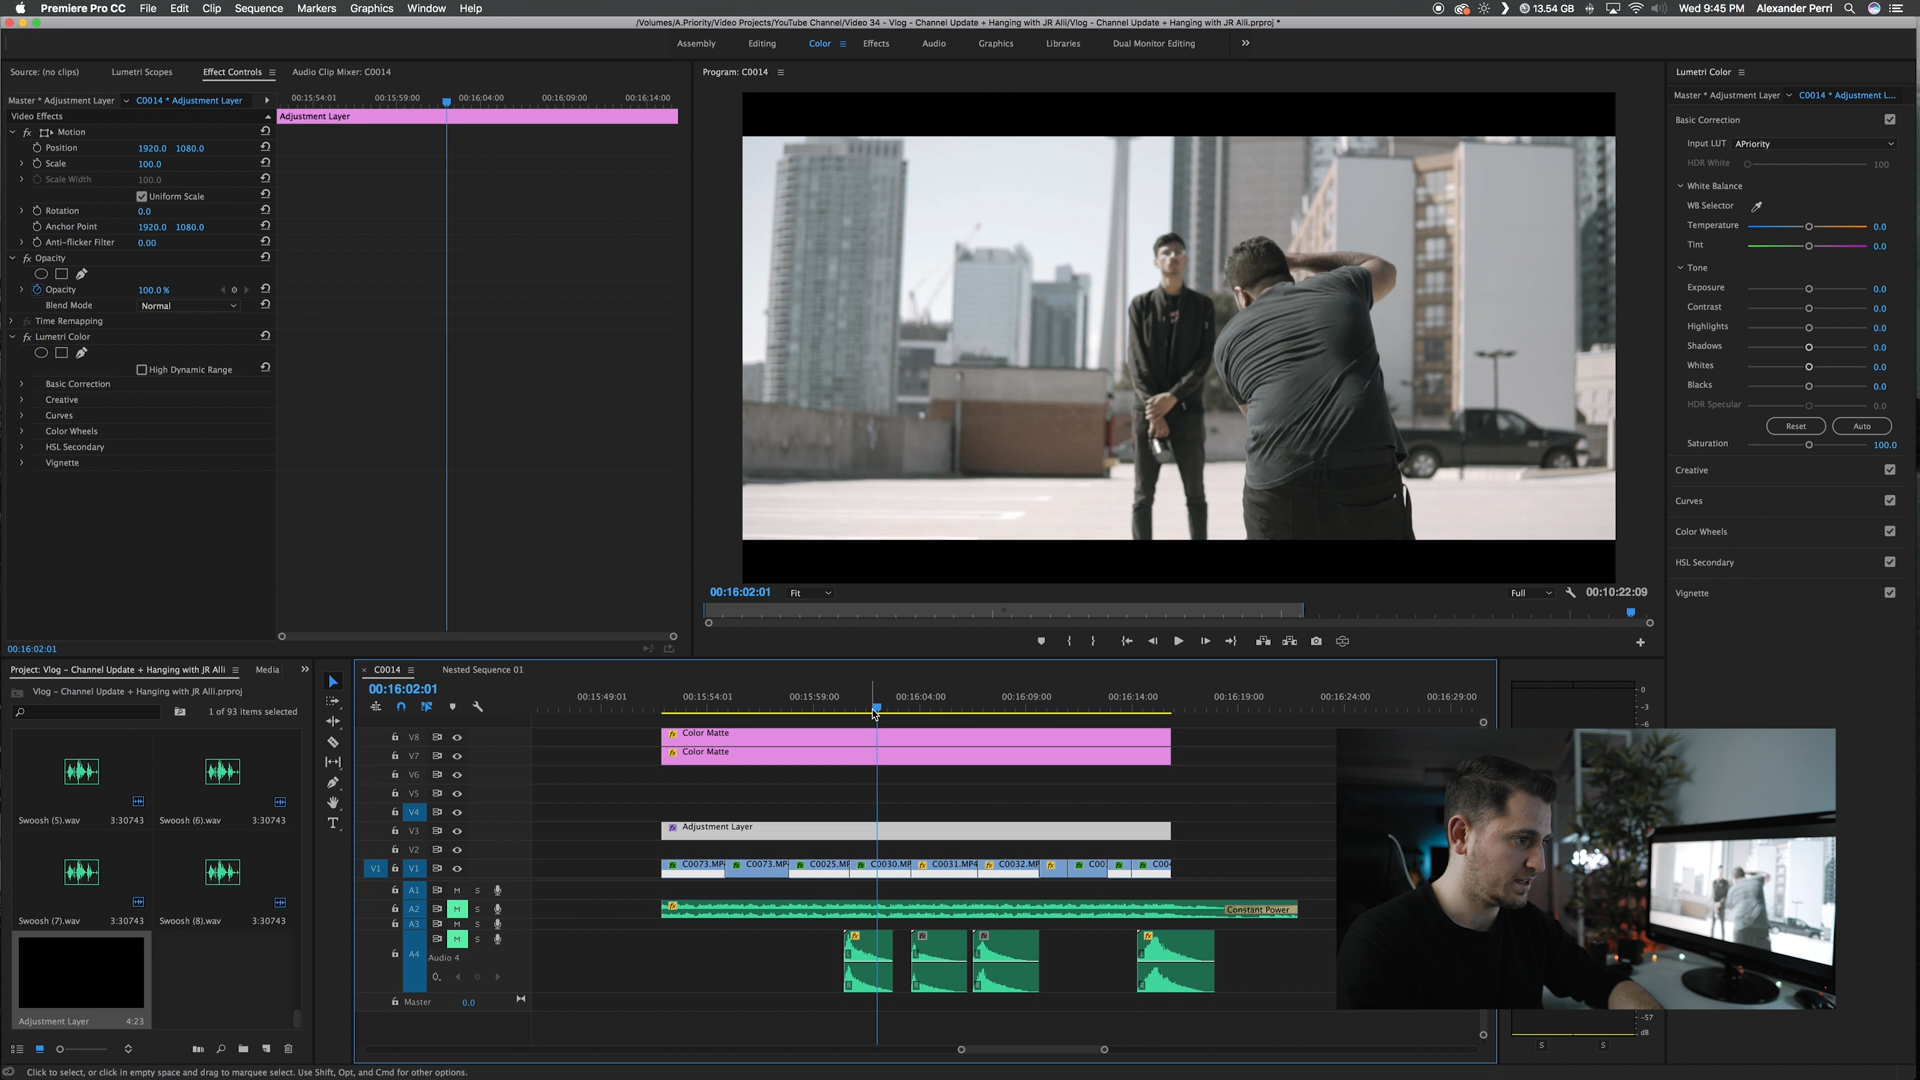 Premiere Pro CC File Edit Clip Sequence Markers Graphics Window Help 13.54 GB Wed 9:45 PM Alexander Perri
/Volumes/A.Priority/Video Projects/YouTube Channel/Video 34 - Vlog - Channel Update + Hanging with JR Alli/Vlog - Channel Update + Hanging with JR Alli.prproj *
Assembly Editing Color Effects Audio Graphics Libraries Dual Monitor Editing
Source: (no clips) Lumetri Scopes Effect Controls Audio Clip Mixer: C0014
Program: C0014
Lumetri Color
Master * Adjustment Layer C0014 * Adjustment Layer
00:15:54:01 00:15:59:00 00:16:04:00 00:16:09:00 00:16:14:00
Video Effects
Adjustment Layer
Motion
Position 1920.0 1080.0
Scale 100.0
Scale Width 100.0
Uniform Scale
Rotation 0.0
Anchor Point 1920.0 1080.0
Anti-flicker Filter 0.00
Opacity
Opacity 100.0 %
Blend Mode Normal
Time Remapping
Lumetri Color
High Dynamic Range
Basic Correction
Creative
Curves
Color Wheels
HSL Secondary
Vignette
00:16:02:01
00:16:02:01 Fit Full 00:10:22:09
Master * Adjustment Layer C0014 * Adjustment L...
Basic Correction
Input LUT APriority
HDR White 100
White Balance
WB Selector
Temperature 0.0
Tint 0.0
Tone
Exposure 0.0
Contrast 0.0
Highlights 0.0
Shadows 0.0
Whites 0.0
Blacks 0.0
HDR Specular 0.0
Reset Auto
Saturation 100.0
Creative
Curves
Color Wheels
HSL Secondary
Vignette
Project: Vlog - Channel Update + Hanging with JR Alli Media
Vlog - Channel Update + Hanging with JR Alli.prproj
1 of 93 items selected
Swoosh (5).wav 3:30743 Swoosh (6).wav 3:30743
Swoosh (7).wav 3:30743 Swoosh (8).wav 3:30743
Adjustment Layer 4:23
C0014 Nested Sequence 01
00:16:02:01
00:15:49:01 00:15:54:01 00:15:59:00 00:16:04:00 00:16:09:00 00:16:14:00 00:16:19:00 00:16:24:00 00:16:29:00
V8 Color Matte
V7 Color Matte
V6
V5
V4
V3 Adjustment Layer
V2
V1 V1 C0073.MP4 C0073.MP4 C0025.MP C0030.MP C0031.MP4 C0032.MP C003 C004
A1 M S
A2 M S Constant Power
A3 M S
A4 M S
Audio 4
L L L L
R R R R
Master 0.0
0
-3
-6
-57
dB
S S
Click to select, or click in empty space and drag to marquee select. Use Shift, Opt, and Cmd for other options.